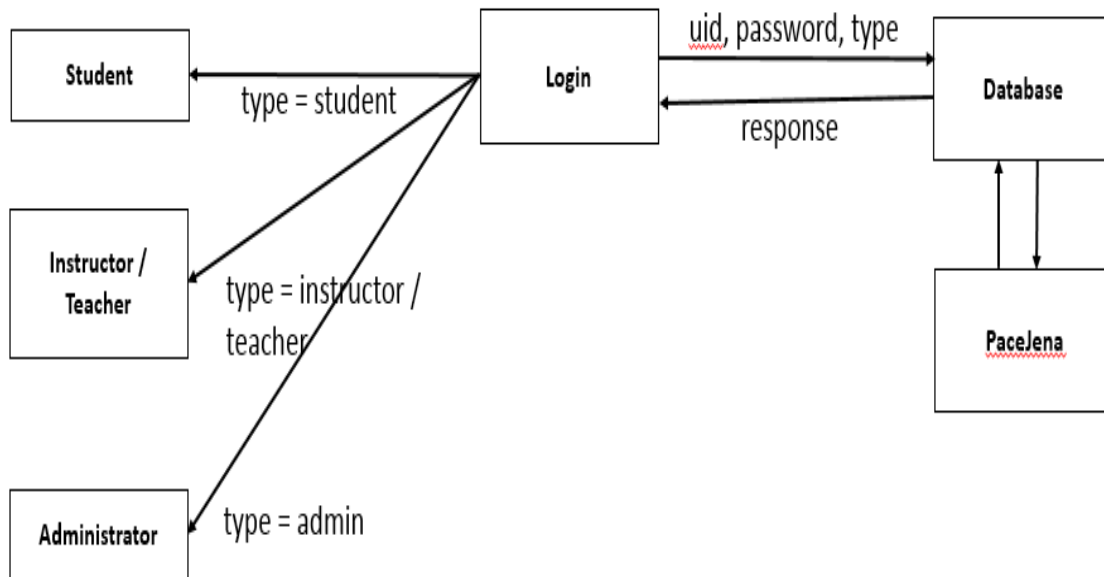 Student
type = student
Login
uid, password, type
response
Database
Instructor /
Teacher
type = instructor /
teacher
PaceJena
Administrator
type = admin